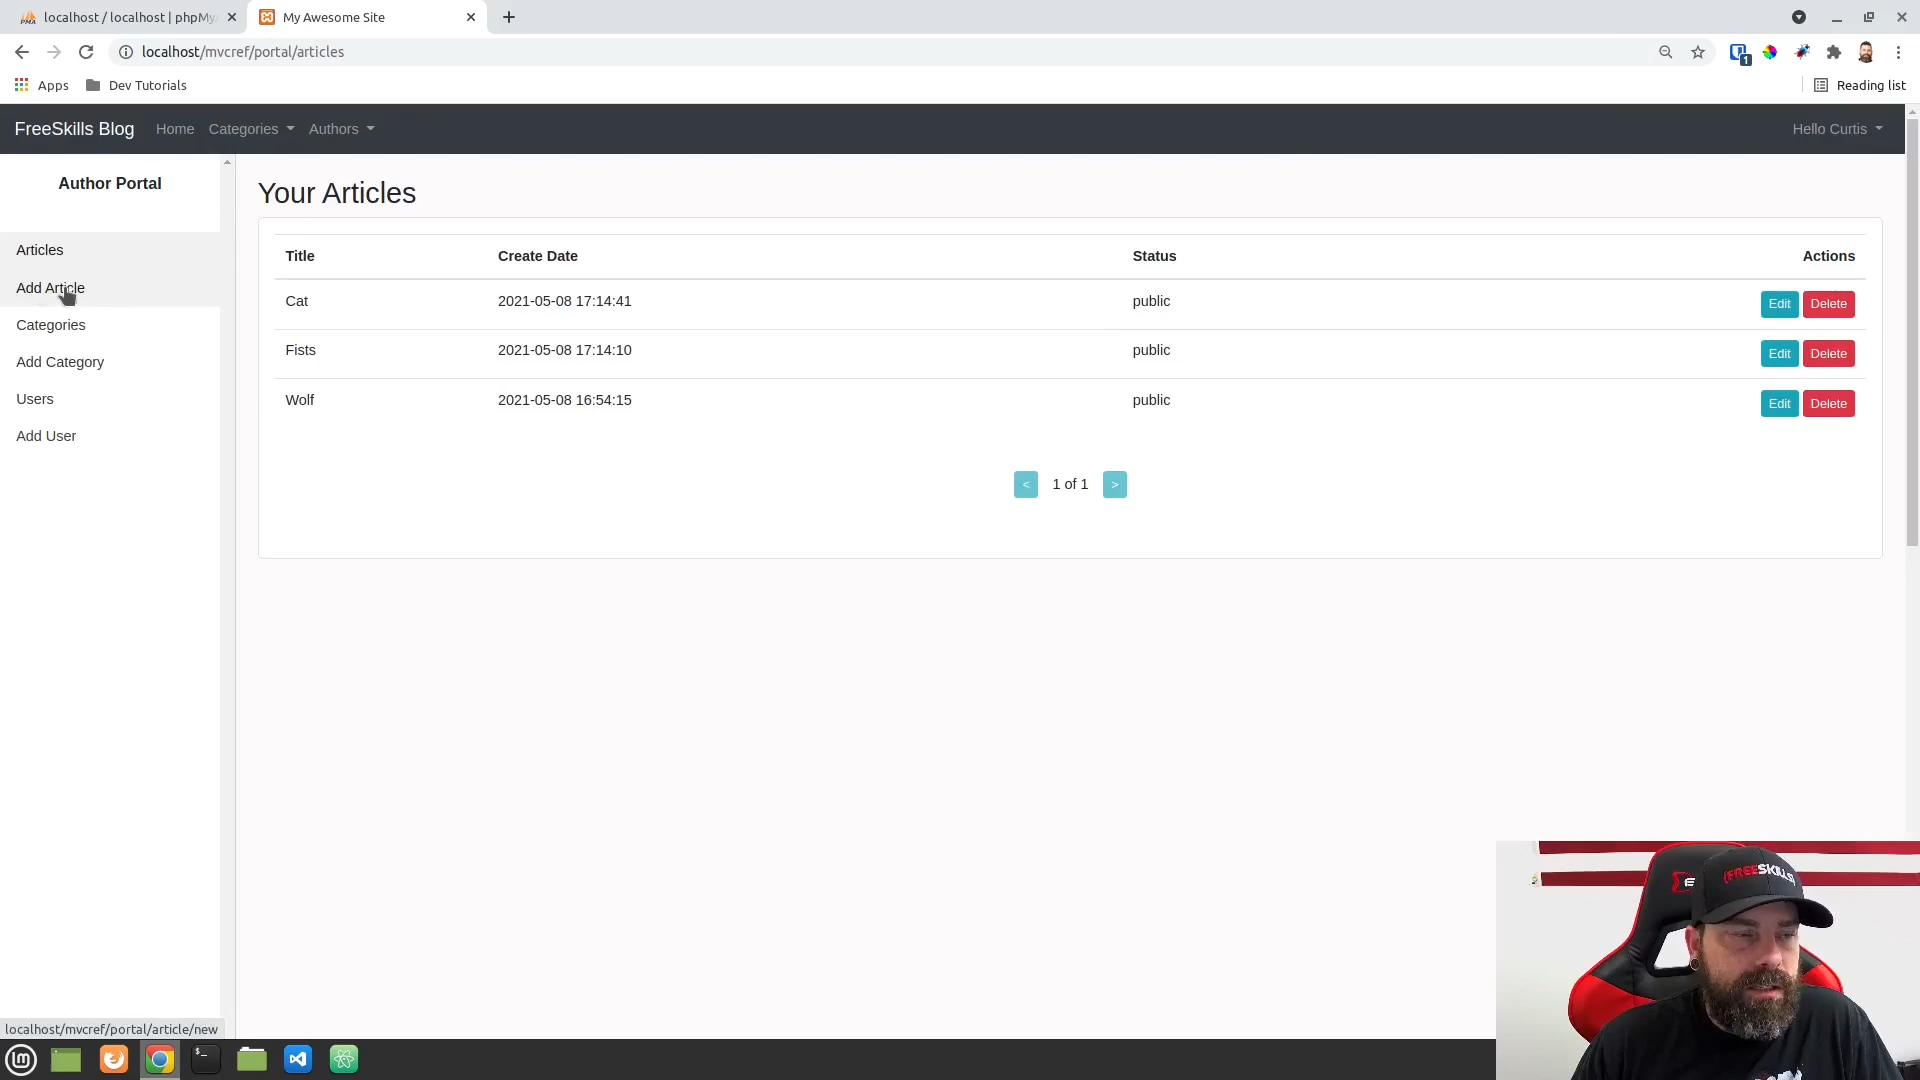 localhost / localhost | phpMy
My Awesome Site
localhost/mvcref/portal/articles
1
Apps
Dev Tutorials
Reading list
FreeSkills Blog
Home
Categories
Authors
Hello Curtis
Author Portal
Articles
Add Article
Categories
Add Category
Users
Add User
Your Articles
Title Create Date Status Actions
Cat 2021-05-08 17:14:41 public Edit Delete
Fists 2021-05-08 17:14:10 public Edit Delete
Wolf 2021-05-08 16:54:15 public Edit Delete
< 1 of 1 >
localhost/mvcref/portal/article/new
{FREESKILLS}